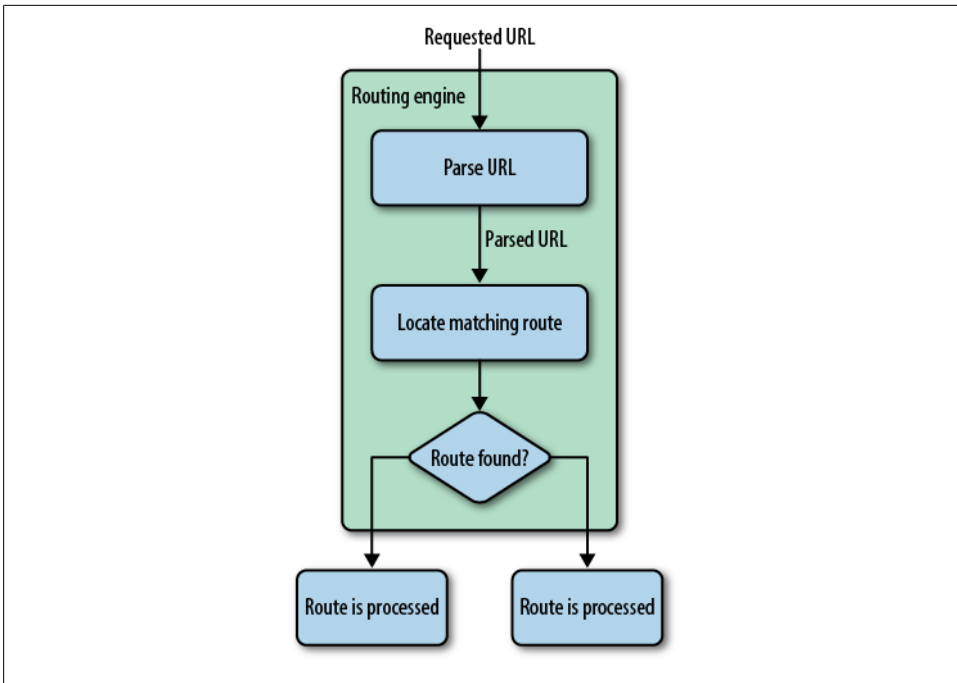 Requested URL
Routing engine
Parse URL
Parsed URL
Locate matching route
Route found?
Route is processed
Route is processed